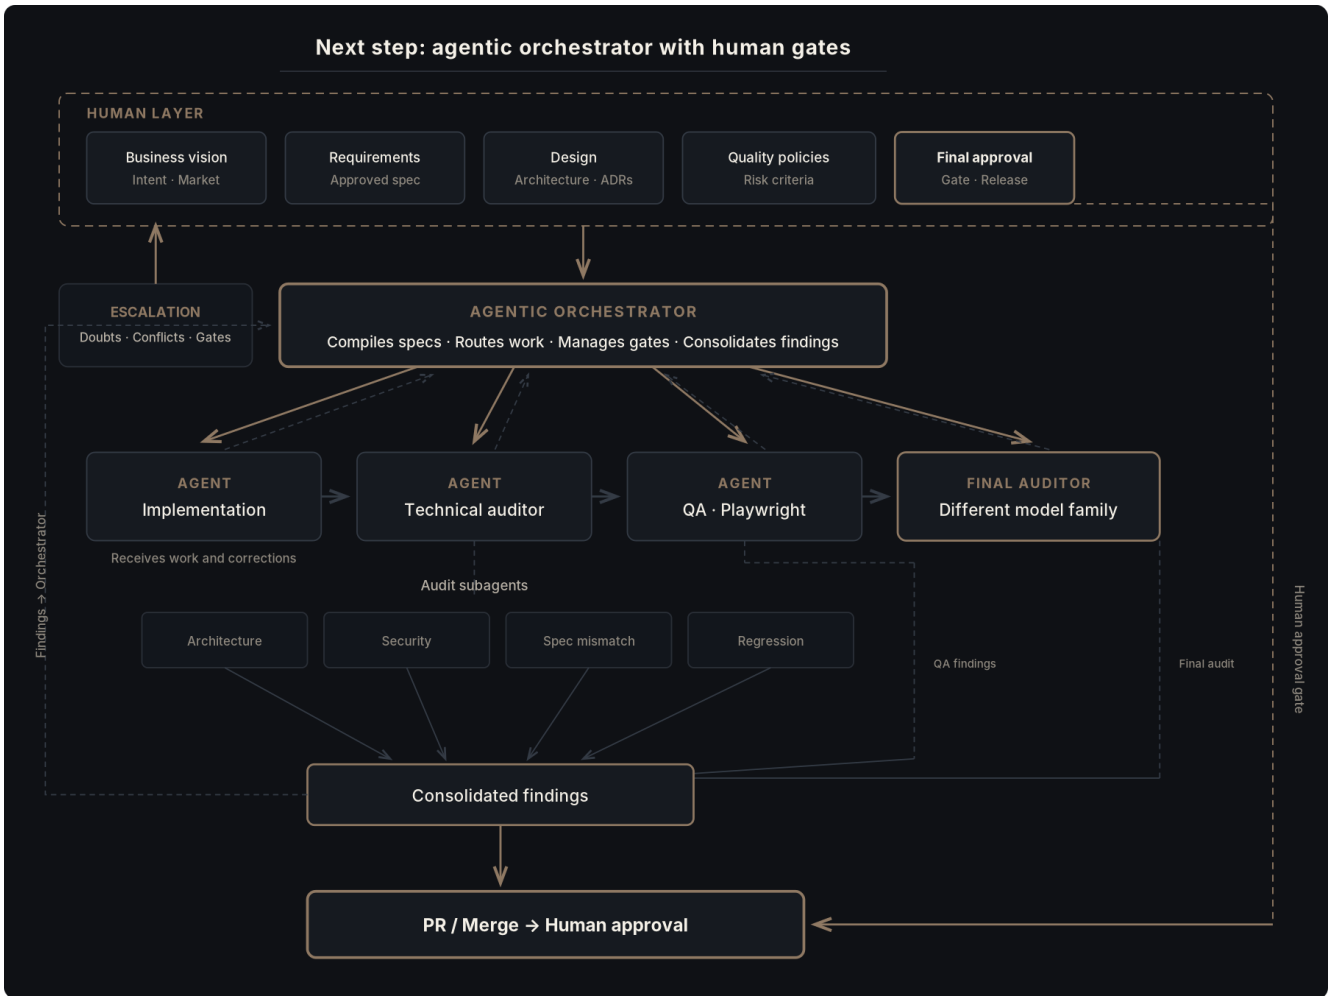 Next step: agentic orchestrator with human gates
HUMAN LAYER
Business vision
Intent · Market
Requirements
Approved spec
Design
Architecture · ADRs
Quality policies
Risk criteria
Final approval
Gate · Release
ESCALATION
Doubts · Conflicts · Gates
AGENTIC ORCHESTRATOR
Compiles specs · Routes work · Manages gates · Consolidates findings
AGENT
Implementation
Receives work and corrections
AGENT
Technical auditor
AGENT
QA · Playwright
FINAL AUDITOR
Different model family
Findings → Orchestrator
Audit subagents
Architecture
Security
Spec mismatch
Regression
QA findings
Final audit
Human approval gate
Consolidated findings
PR / Merge → Human approval